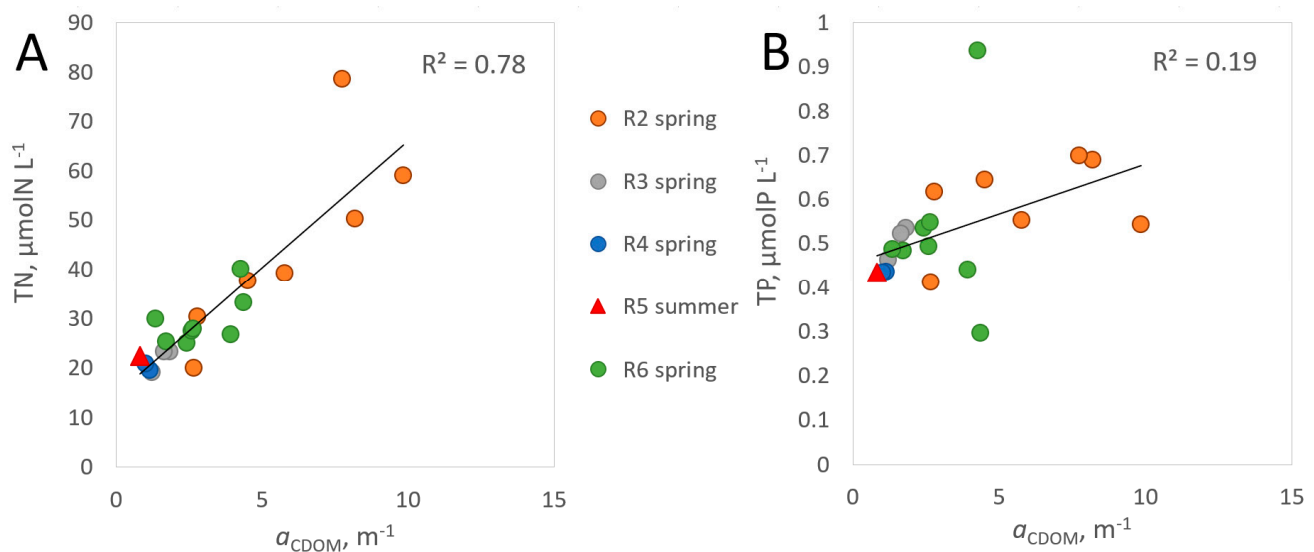 A
R² = 0.78
TN, µmolN L⁻¹
90
80
70
60
50
40
30
20
10
0
0 5 10 15
aCDOM, m⁻¹
R2 spring
R3 spring
R4 spring
R5 summer
R6 spring
B
R² = 0.19
TP, µmolP L⁻¹
1
0.9
0.8
0.7
0.6
0.5
0.4
0.3
0.2
0.1
0
0 5 10 15
aCDOM, m⁻¹